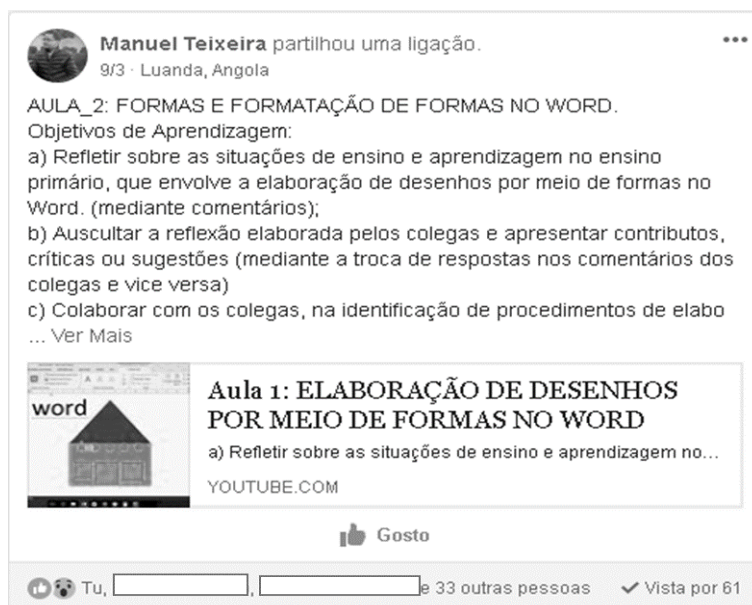 Manuel Teixeira partilhou uma ligação.
9/3 · Luanda, Angola
AULA_2: FORMAS E FORMATAÇÃO DE FORMAS NO WORD.
Objetivos de Aprendizagem:
a) Refletir sobre as situações de ensino e aprendizagem no ensino
primário, que envolve a elaboração de desenhos por meio de formas no
Word. (mediante comentários);
b) Auscultar a reflexão elaborada pelos colegas e apresentar contributos,
críticas ou sugestões (mediante a troca de respostas nos comentários dos
colegas e vice versa)
c) Colaborar com os colegas, na identificação de procedimentos de elabo
... Ver Mais
word
Aula 1: ELABORAÇÃO DE DESENHOS
POR MEIO DE FORMAS NO WORD
a) Refletir sobre as situações de ensino e aprendizagem no...
YOUTUBE.COM
Gosto
Tu, , e 33 outras pessoas Vista por 61